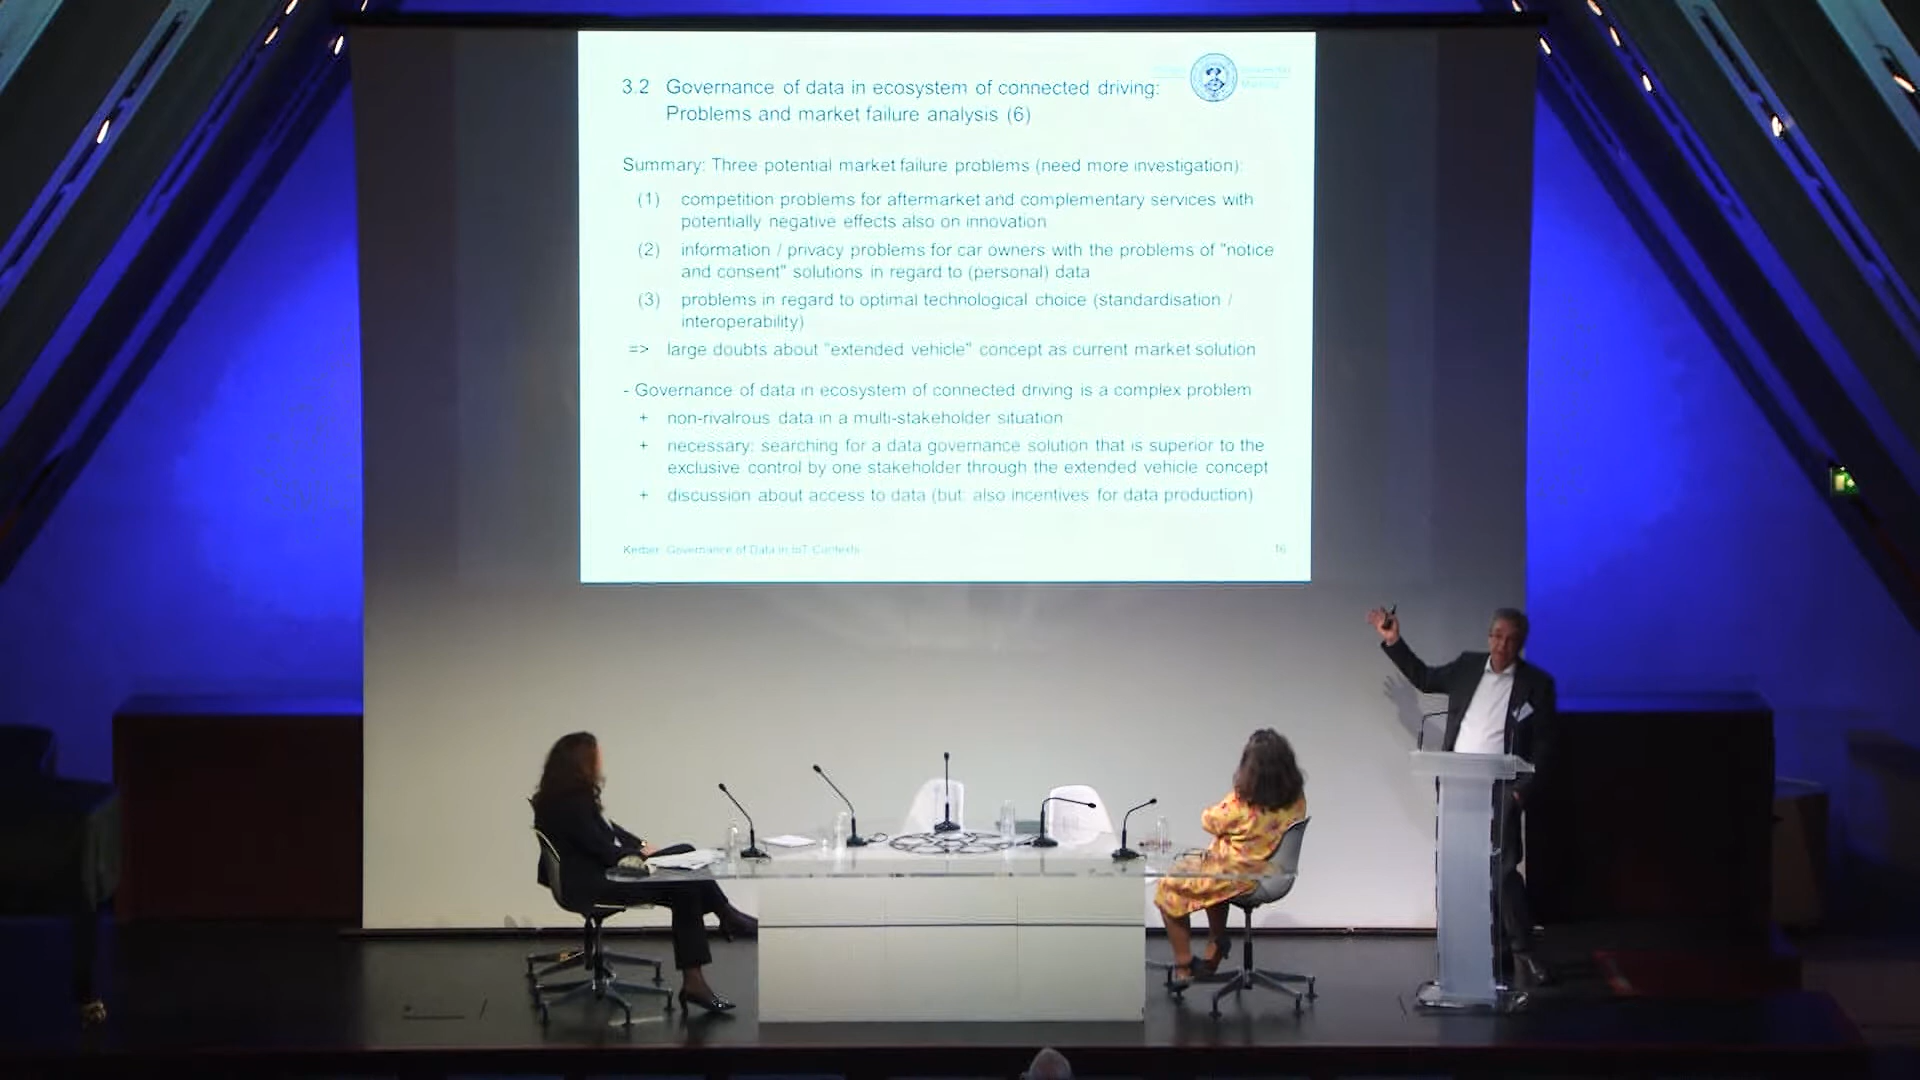 3.2 Governance of data in ecosystem of connected driving:
Problems and market failure analysis (6)
Summary: Three potential market failure problems (need more investigation):
(1) competition problems for aftermarket and complementary services with
potentially negative effects also on innovation
(2) information / privacy problems for car owners with the problems of "notice
and consent" solutions in regard to (personal) data
(3) problems in regard to optimal technological choice (standardisation /
interoperability)
=> large doubts about "extended vehicle" concept as current market solution
- Governance of data in ecosystem of connected driving is a complex problem
+ non-rivalrous data in a multi-stakeholder situation
+ necessary: searching for a data governance solution that is superior to the
exclusive control by one stakeholder through the extended vehicle concept
+ discussion about access to data (but also incentives for data production)
Kerber: Governance of Data in IoT Contexts
16